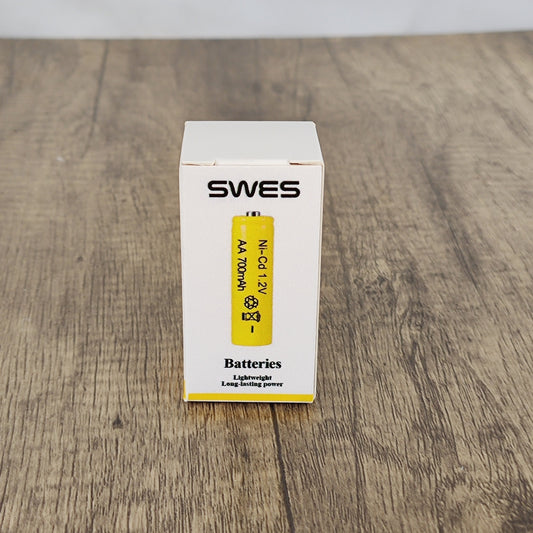 SWES
Ni-Cd 1.2V
AA 700mAh
Batteries
Lightweight
Long-lasting power